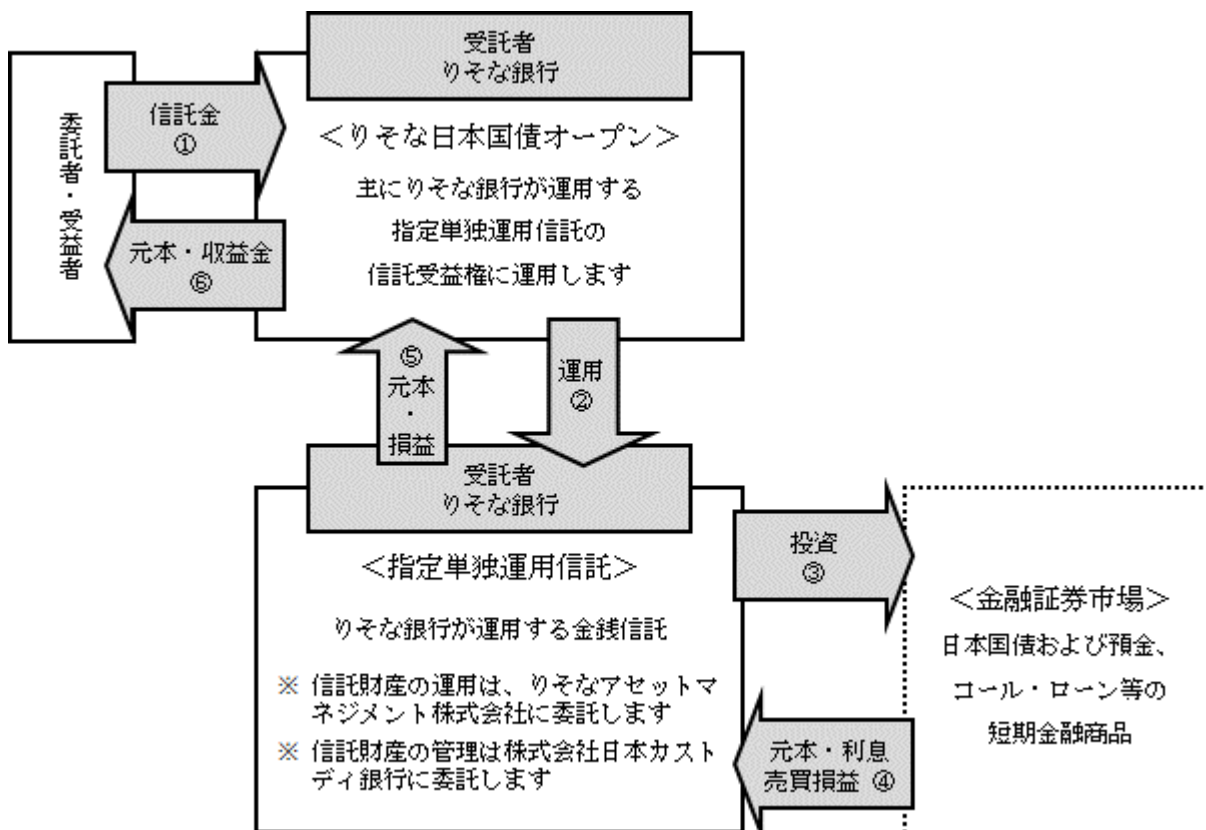 受託者
りそな銀行
委託者・受益者
信託金
①
＜りそな日本国債オープン＞
主にりそな銀行が運用する
指定単独運用信託の
信託受益権に運用します
元本・収益金
⑥
⑤
元本
・
損益
運用
②
受託者
りそな銀行
＜指定単独運用信託＞
りそな銀行が運用する金銭信託
※ 信託財産の運用は、りそなアセットマ
ネジメント株式会社に委託します
※ 信託財産の管理は株式会社日本カスト
ディ銀行に委託します
投資
③
＜金融証券市場＞
日本国債および預金、
コール・ローン等の
短期金融商品
元本・利息
売買損益 ④